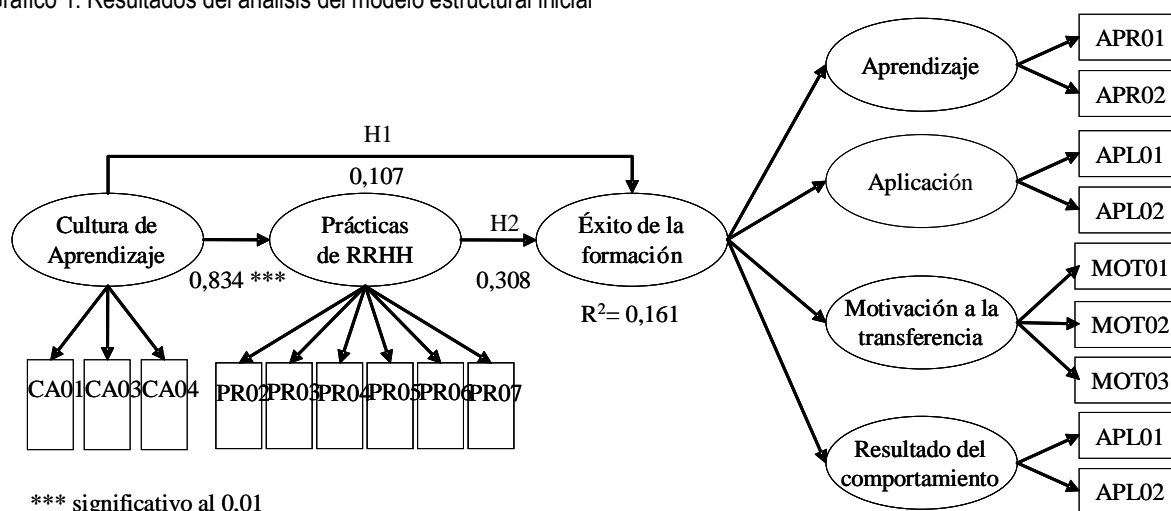 Gráfico 1. Resultados del análisis del modelo estructural inicial
H1
0,107
Cultura de
Aprendizaje
0,834 ***
Prácticas
de RRHH
H2
0,308
Éxito de la
formación
R²= 0,161
CA01
CA03
CA04
PR02
PR03
PR04
PR05
PR06
PR07
Aprendizaje
APR01
APR02
Aplicación
APL01
APL02
Motivación a la
transferencia
MOT01
MOT02
MOT03
Resultado del
comportamiento
APL01
APL02
*** significativo al 0,01